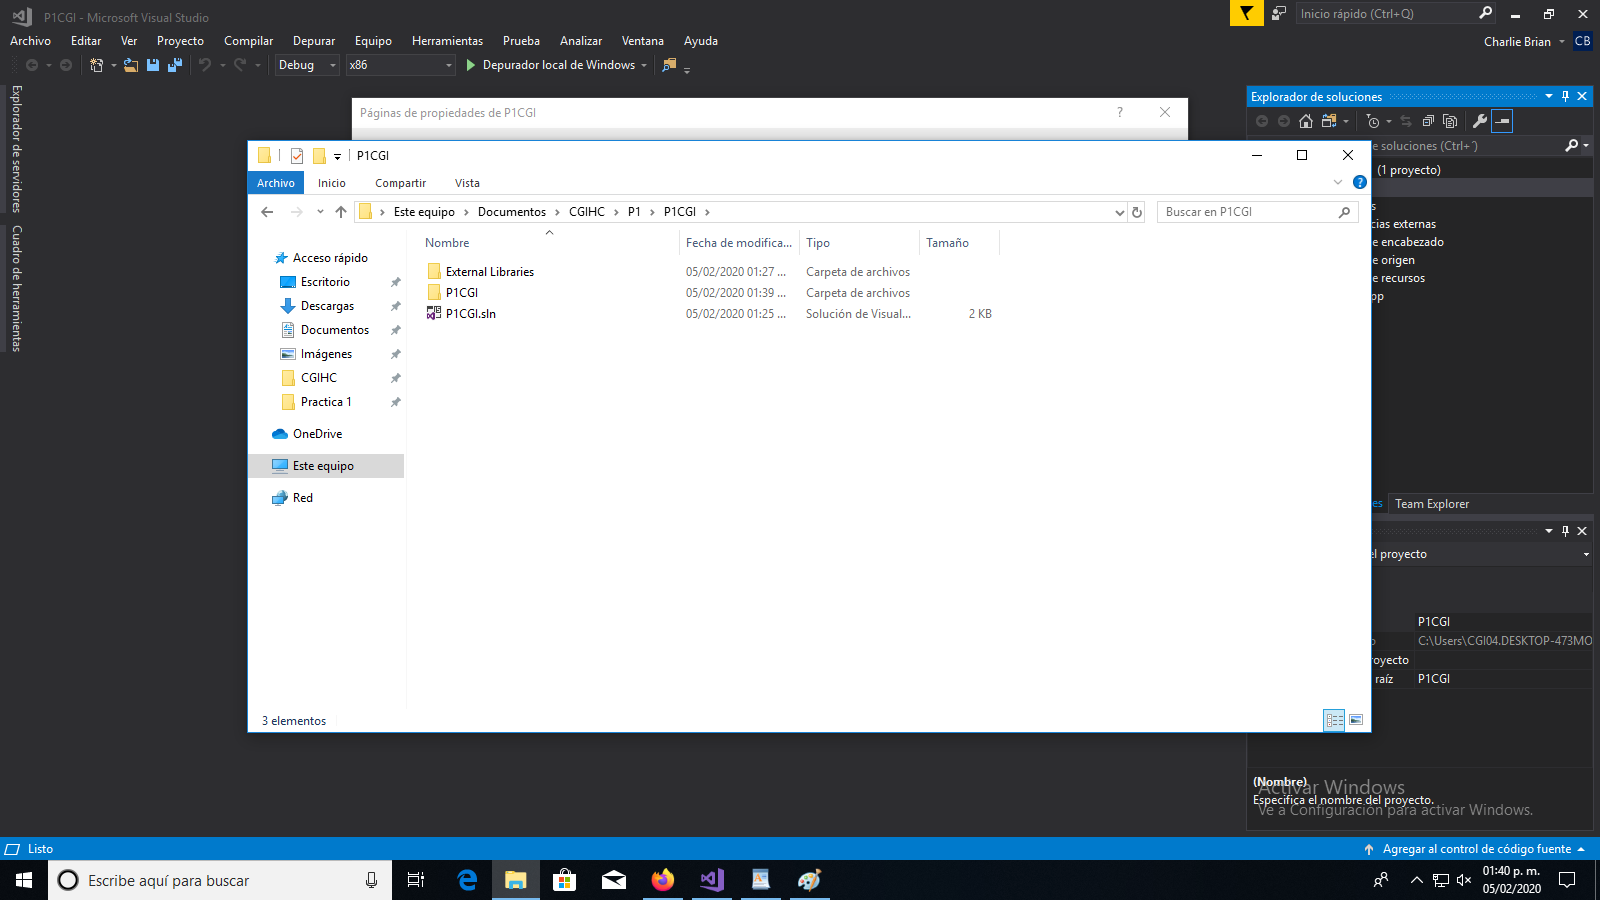 P1CGI - Microsoft Visual Studio
Inicio rápido (Ctrl+Q)
Archivo Editar Ver Proyecto Compilar Depurar Equipo Herramientas Prueba Analizar Ventana Ayuda
Charlie Brian CB
Debug x86 Depurador local de Windows
Explorador de servidores
Cuadro de herramientas
Páginas de propiedades de P1CGI ?
Explorador de soluciones
e soluciones (Ctrl+´)
(1 proyecto)
s
cias externas
e encabezado
e origen
e recursos
pp
es Team Explorer
el proyecto
P1CGI
o C:\Users\CGI04.DESKTOP-473MO
royecto
raíz P1CGI
(Nombre)
Especifica el nombre del proyecto.
Activar Windows
Ve a Configuración para activar Windows.
P1CGI
Archivo Inicio Compartir Vista ?
Este equipo > Documentos > CGIHC > P1 > P1CGI >
Buscar en P1CGI
Nombre Fecha de modifica... Tipo Tamaño
External Libraries 05/02/2020 01:27 ... Carpeta de archivos
P1CGI 05/02/2020 01:39 ... Carpeta de archivos
P1CGI.sln 05/02/2020 01:25 ... Solución de Visual... 2 KB
Acceso rápido
Escritorio
Descargas
Documentos
Imágenes
CGIHC
Practica 1
OneDrive
Este equipo
Red
3 elementos
Listo
Agregar al control de código fuente
Escribe aquí para buscar
01:40 p. m.
05/02/2020